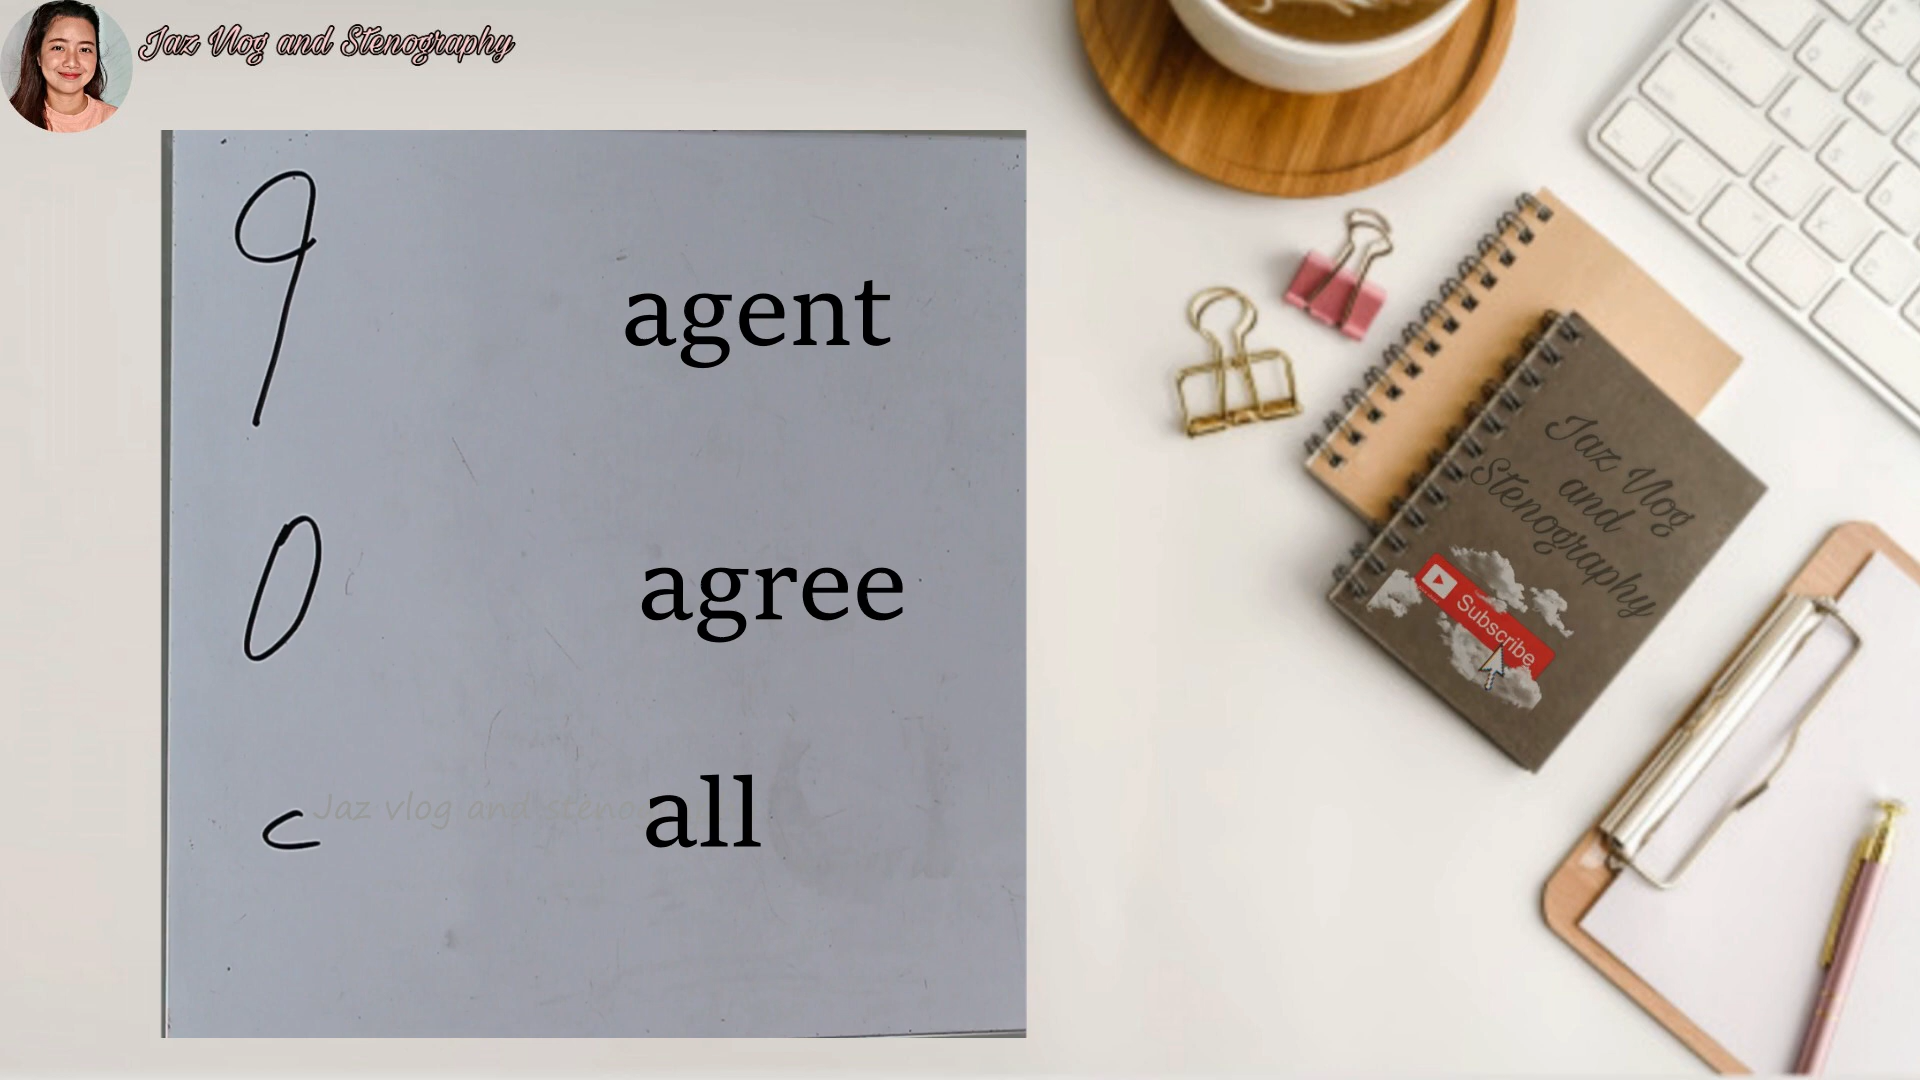 Jaz Vlog and Stenography
agent
agree
all
Jaz vlog and steno
Jaz Vlog
and
Stenography
Subscribe